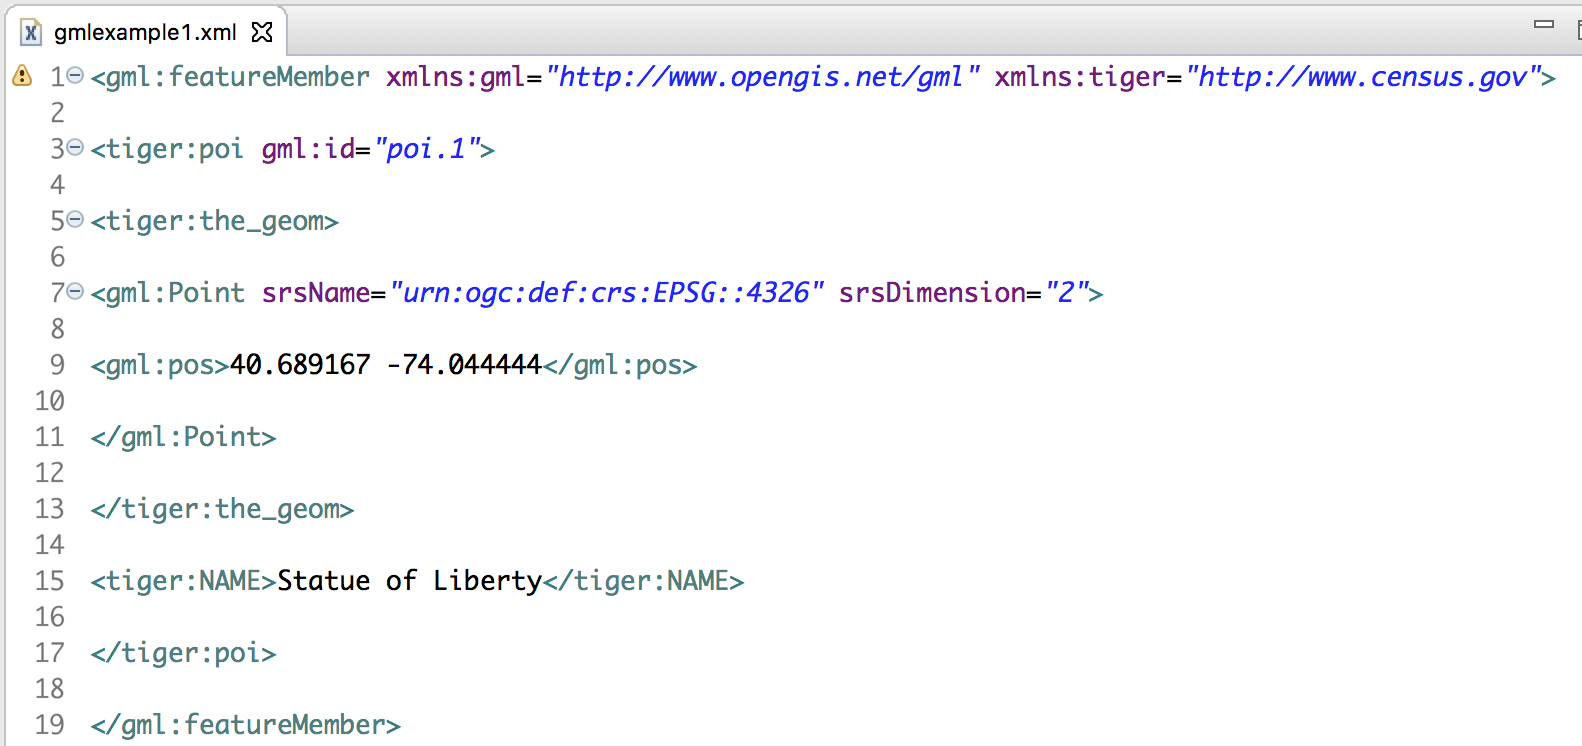 gmlexample1.xml
1 <gml:featureMember xmlns:gml="http://www.opengis.net/gml" xmlns:tiger="http://www.census.gov">
2
3 <tiger:poi gml:id="poi.1">
4
5 <tiger:the_geom>
6
7 <gml:Point srsName="urn:ogc:def:crs:EPSG::4326" srsDimension="2">
8
9 <gml:pos>40.689167 -74.044444</gml:pos>
10
11 </gml:Point>
12
13 </tiger:the_geom>
14
15 <tiger:NAME>Statue of Liberty</tiger:NAME>
16
17 </tiger:poi>
18
19 </gml:featureMember>